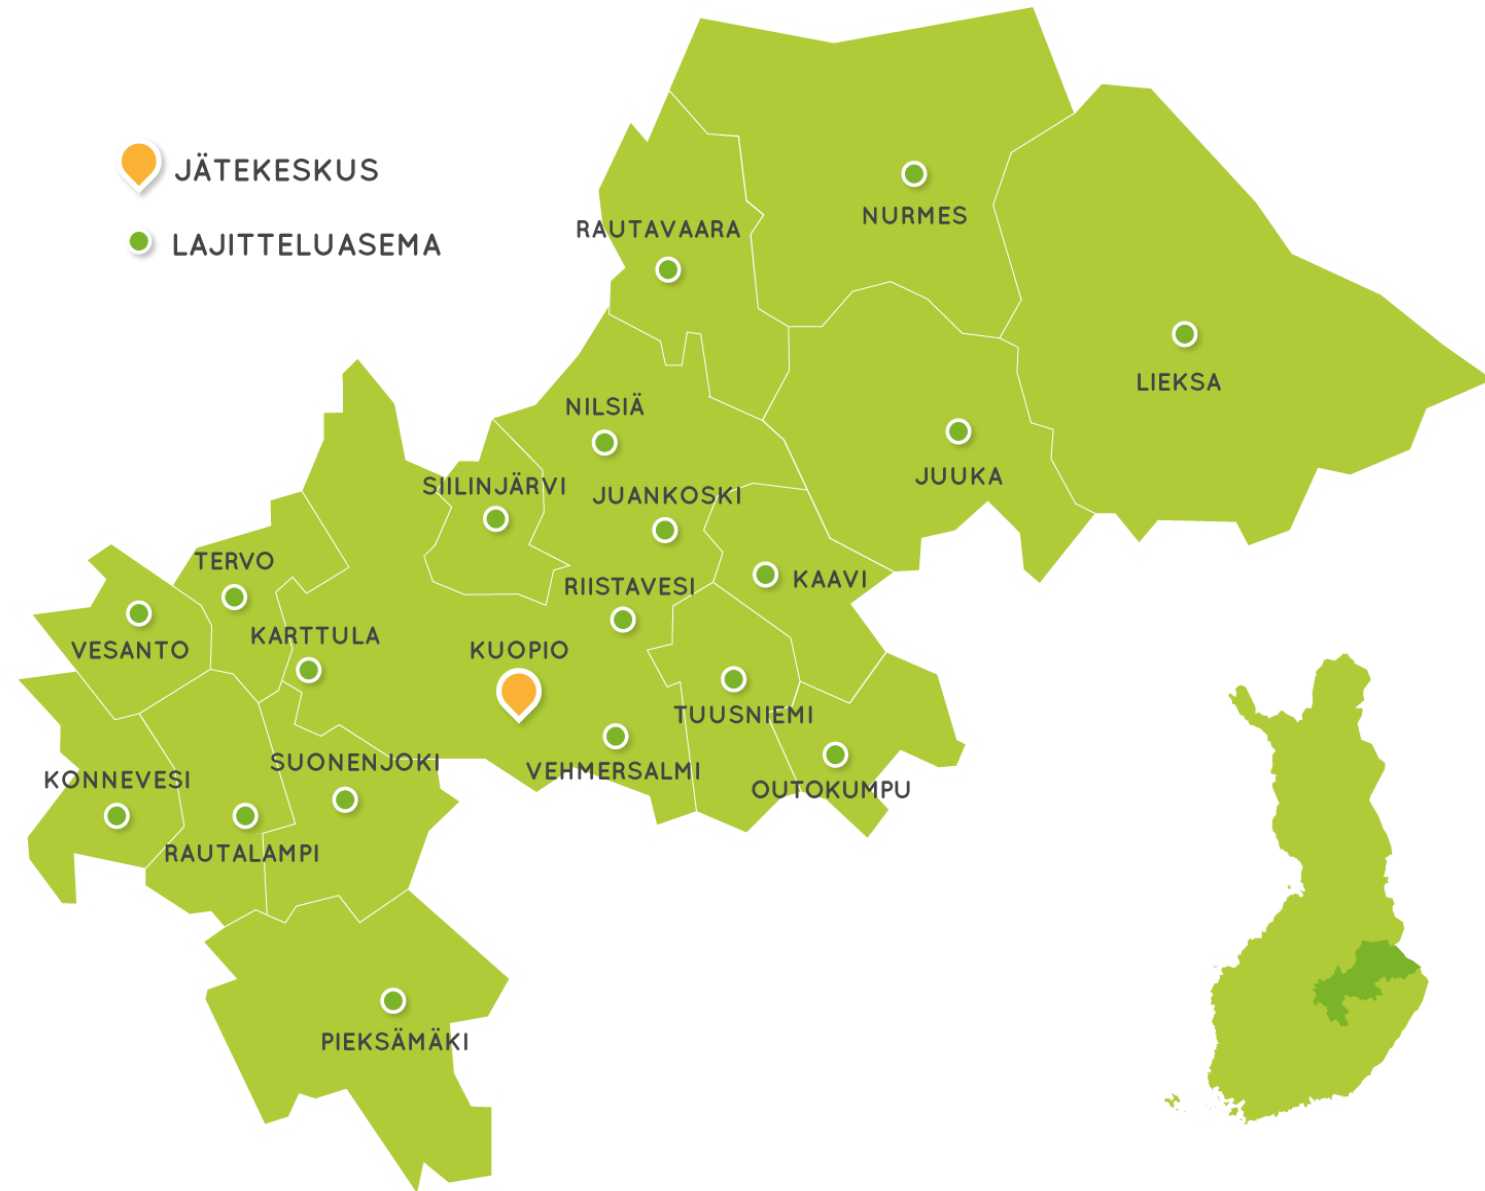 JÄTEKESKUS
LAJITTELUASEMA
NURMES
RAUTAVAARA
LIEKSA
NILSIÄ
JUUKA
SIILINJÄRVI
JUANKOSKI
TERVO
KAAVI
RIISTAVESI
KARTTULA
VESANTO
KUOPIO
TUUSNIEMI
SUONENJOKI
VEHMERSALMI
KONNEVESI
OUTOKUMPU
RAUTALAMPI
PIEKSÄMÄKI